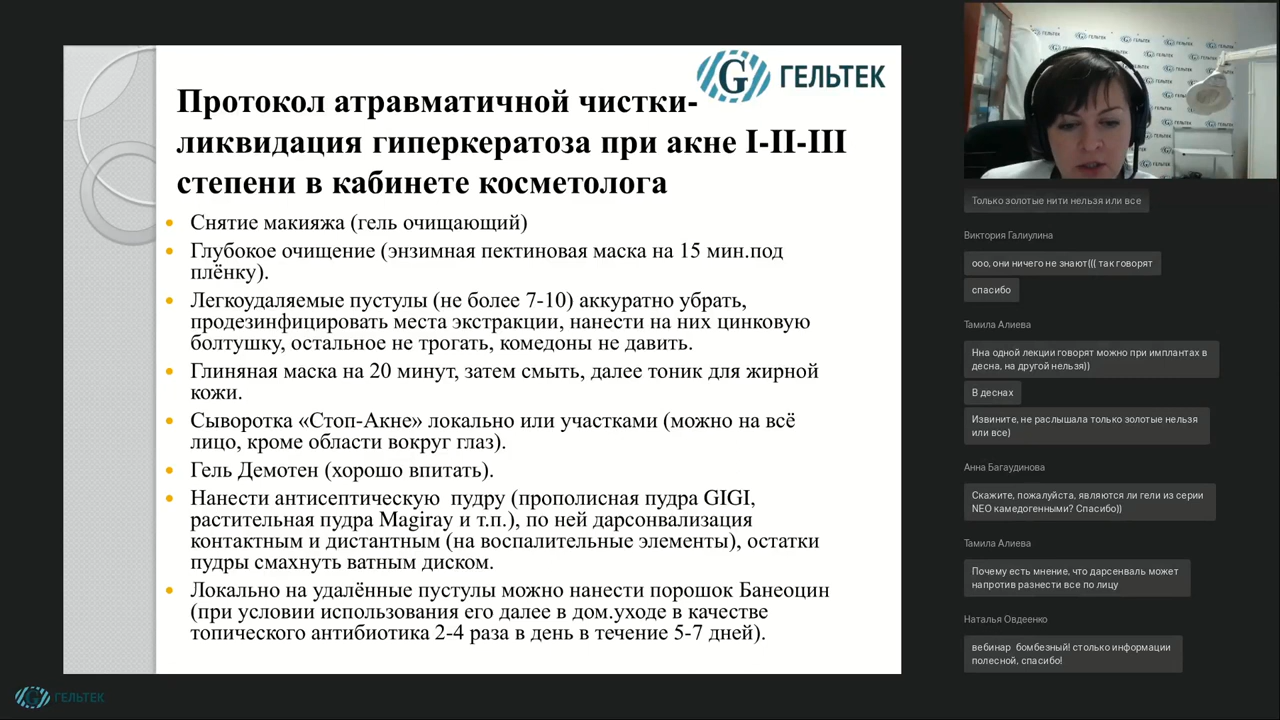 ГЕЛЬТЕК
Протокол атравматичной чистки-
ликвидация гиперкератоза при акне I-II-III
степени в кабинете косметолога
Снятие макияжа (гель очищающий)
Глубокое очищение (энзимная пектиновая маска на 15 мин.под
плёнку).
Легкоудаляемые пустулы (не более 7-10) аккуратно убрать,
продезинфицировать места экстракции, нанести на них цинковую
болтушку, остальное не трогать, комедоны не давить.
Глиняная маска на 20 минут, затем смыть, далее тоник для жирной
кожи.
Сыворотка «Стоп-Акне» локально или участками (можно на всё
лицо, кроме области вокруг глаз).
Гель Демотен (хорошо впитать).
Нанести антисептическую пудру (прополисная пудра GIGI,
растительная пудра Magiray и т.п.), по ней дарсонвализация
контактным и дистантным (на воспалительные элементы), остатки
пудры смахнуть ватным диском.
Локально на удалённые пустулы можно нанести порошок Банеоцин
(при условии использования его далее в дом.уходе в качестве
топического антибиотика 2-4 раза в день в течение 5-7 дней).
ГЕЛЬТЕК
Только золотые нити нельзя или все
Виктория Галиулина
ооо, они ничего не знают((( так говорят
спасибо
Тамила Алиева
Нна одной лекции говорят можно при имплантах в
десна, на другой нельзя))
В деснах
Извините, не раслышала только золотые нельзя
или все)
Анна Багаудинова
Скажите, пожалуйста, являются ли гели из серии
NEO камедогенными? Спасибо))
Тамила Алиева
Почему есть мнение, что дарсенваль может
напротив разнести все по лицу
Наталья Овдеенко
вебинар бомбезный! столько информации
полесной, спасибо!